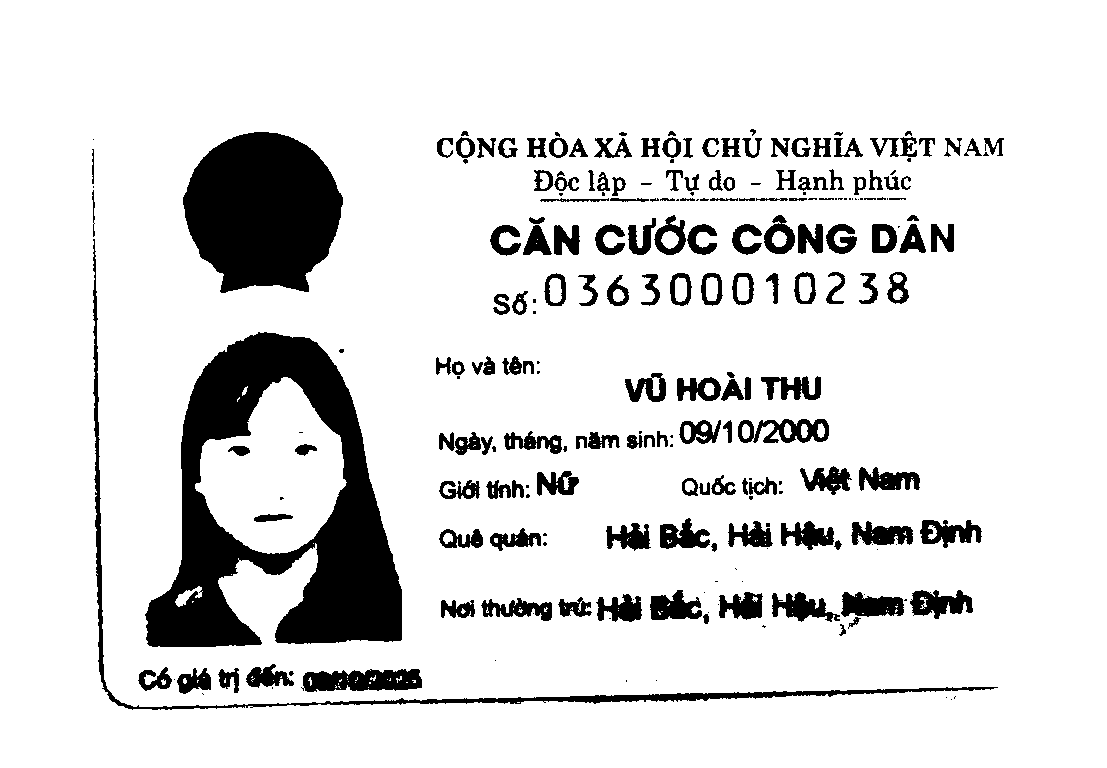 CỘNG HÒA XÃ HỘI CHỦ NGHĨA VIỆT NAM
Độc lập - Tự do - Hạnh phúc
CĂN CƯỚC CÔNG DÂN
Số: 036300010238
Họ và tên:
VŨ HOÀI THU
Ngày, tháng, năm sinh: 09/10/2000
Giới tính: Nữ Quốc tịch: Việt Nam
Quê quán: Hải Bắc, Hải Hậu, Nam Định
Nơi thường trú: Hải Bắc, Hải Hậu, Nam Định
Có giá trị đến: 09/10/2025